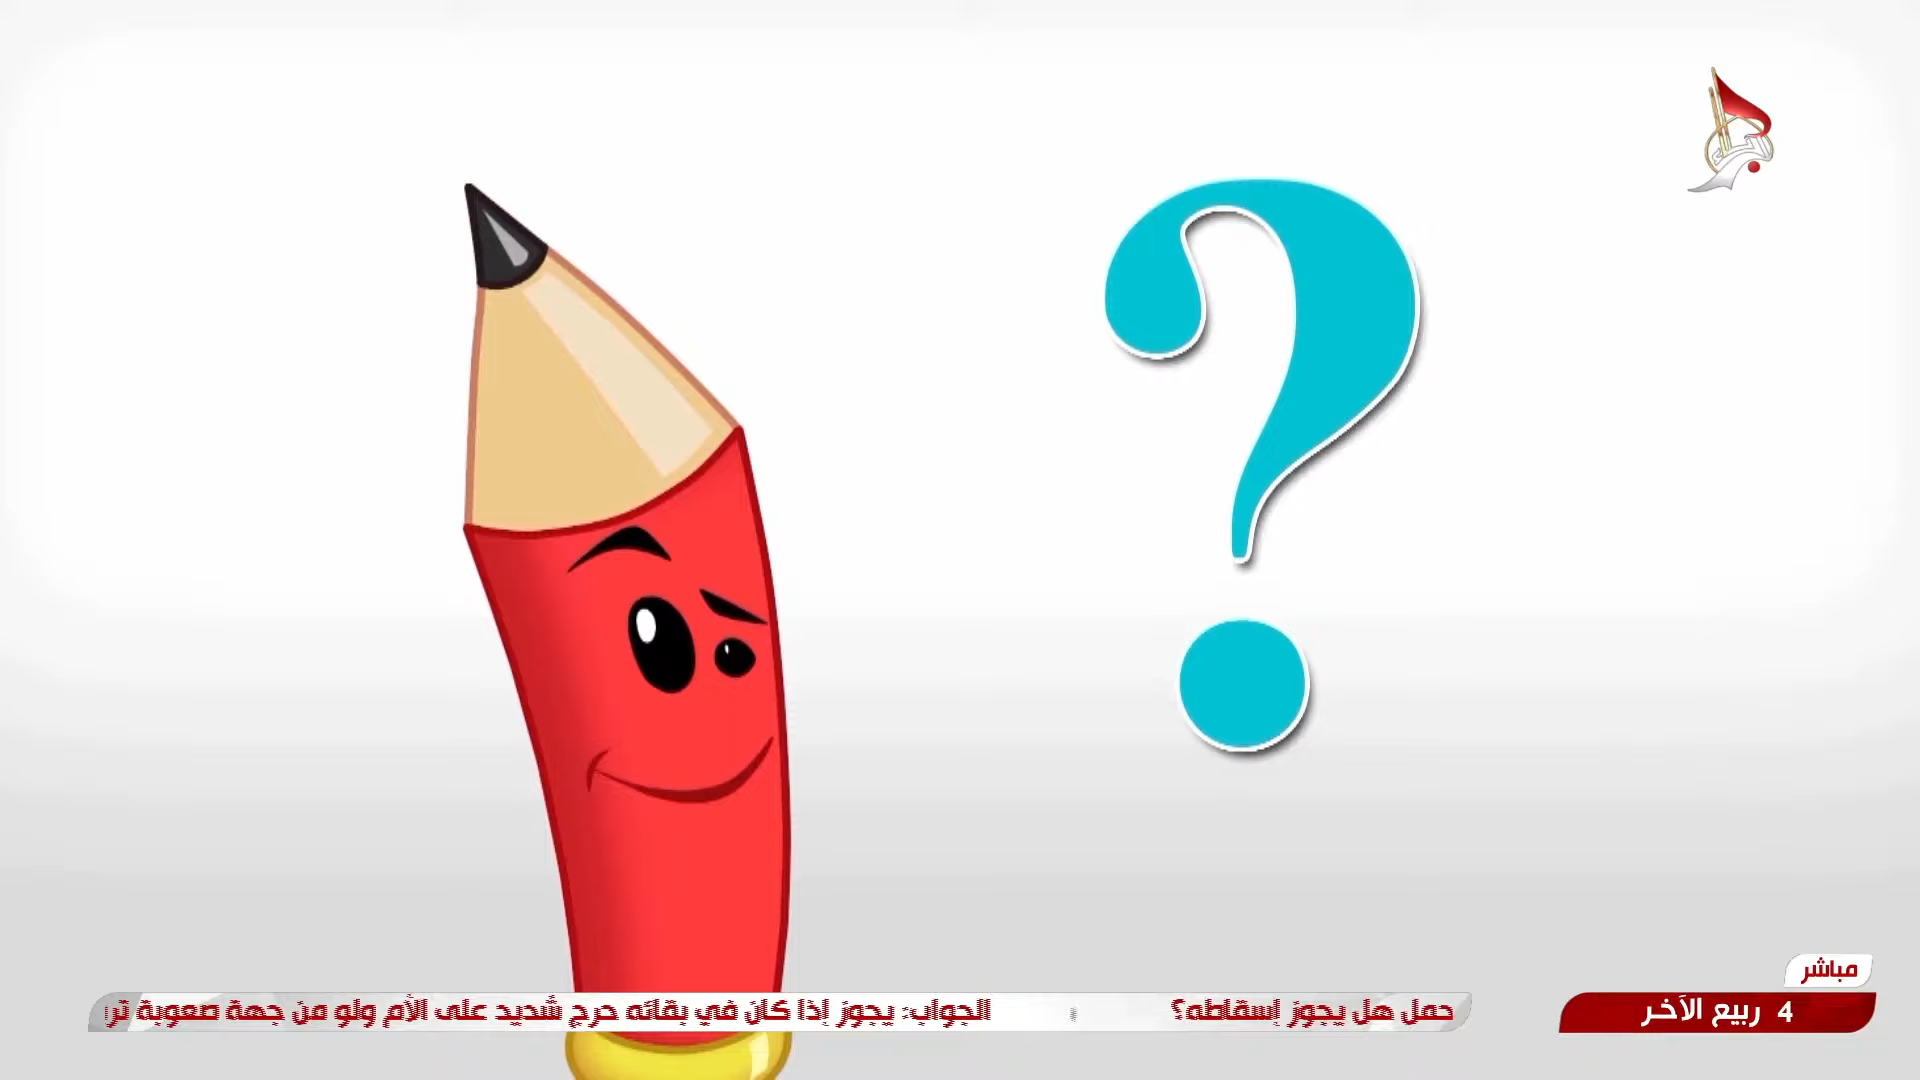 مباشر
4 ربيع الآخر
حمل هل يجوز إسقاطه؟ الجواب: يجوز إذا كان في بقائه حرج شديد على الأم ولو من جهة صعوبة